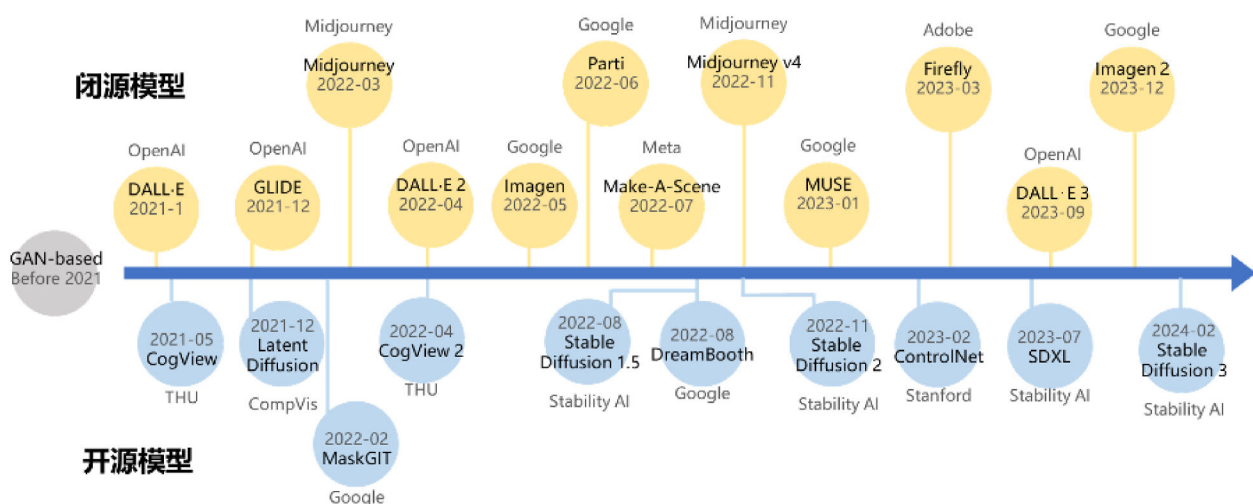 闭源模型
Midjourney
Midjourney
2022-03
Google
Parti
2022-06
Midjourney
Midjourney v4
2022-11
Adobe
Firefly
2023-03
Google
Imagen 2
2023-12
OpenAI
DALL·E
2021-1
OpenAI
GLIDE
2021-12
OpenAI
DALL·E 2
2022-04
Google
Imagen
2022-05
Meta
Make-A-Scene
2022-07
Google
MUSE
2023-01
OpenAI
DALL·E 3
2023-09
GAN-based
Before 2021
2021-05
CogView
THU
2021-12
Latent
Diffusion
CompVis
2022-02
MaskGIT
Google
2022-04
CogView 2
THU
2022-08
Stable
Diffusion 1.5
Stability AI
2022-08
DreamBooth
Google
2022-11
Stable
Diffusion 2
Stability AI
2023-02
ControlNet
Stanford
2023-07
SDXL
Stability AI
2024-02
Stable
Diffusion 3
Stability AI
开源模型